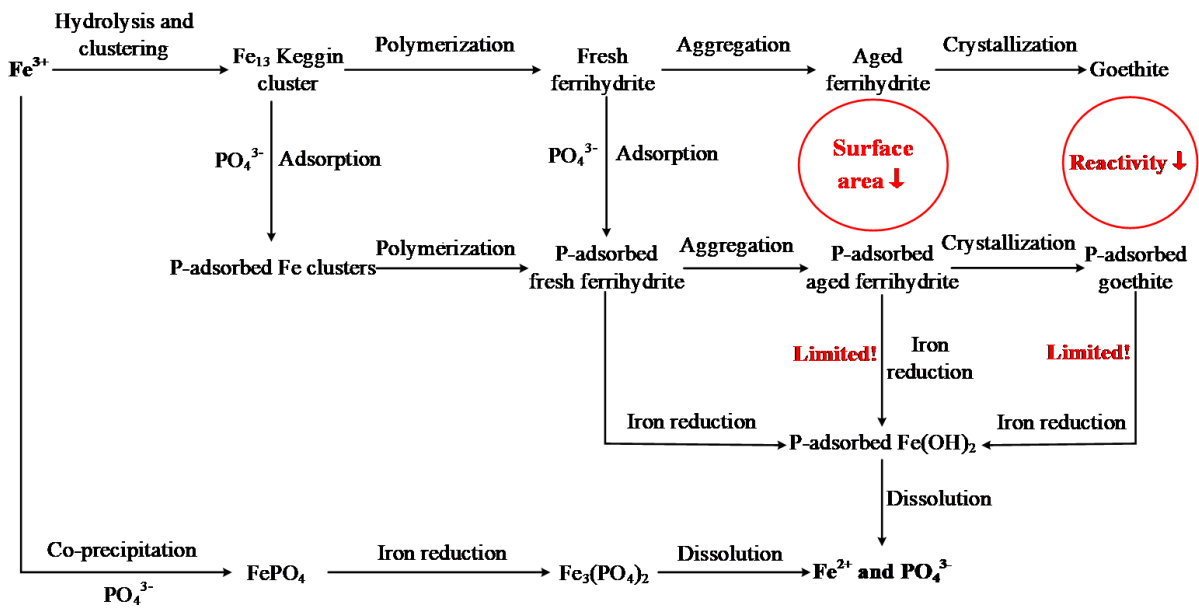 Hydrolysis and
clustering
Polymerization
Aggregation
Crystallization
Fe³⁺
Fe₁₃ Keggin
cluster
Fresh
ferrihydrite
Aged
ferrihydrite
Goethite
PO₄³⁻
Adsorption
PO₄³⁻
Adsorption
Surface
area ↓
Reactivity ↓
Polymerization
Aggregation
Crystallization
P-adsorbed Fe clusters
P-adsorbed
fresh ferrihydrite
P-adsorbed
aged ferrihydrite
P-adsorbed
goethite
Limited!
Iron
reduction
Limited!
Iron reduction
Iron reduction
P-adsorbed Fe(OH)₂
Dissolution
Co-precipitation
PO₄³⁻
FePO₄
Iron reduction
Fe₃(PO₄)₂
Dissolution
Fe²⁺ and PO₄³⁻